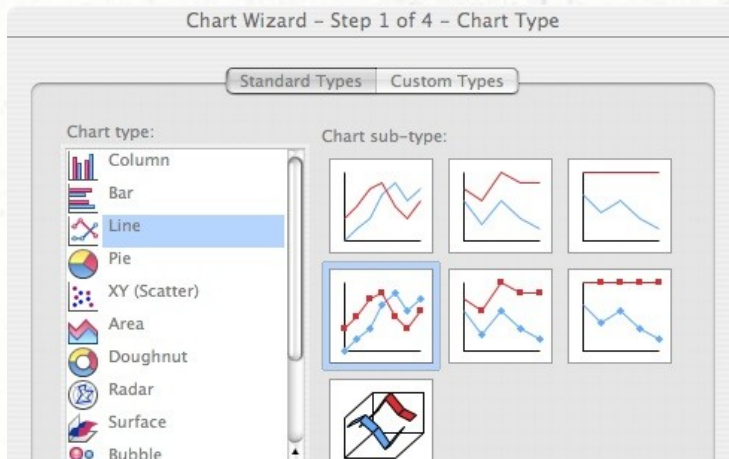 Chart Wizard – Step 1 of 4 – Chart Type
Standard Types
Custom Types
Chart type:
Column
Bar
Line
Pie
XY (Scatter)
Area
Doughnut
Radar
Surface
Bubble
Chart sub-type: